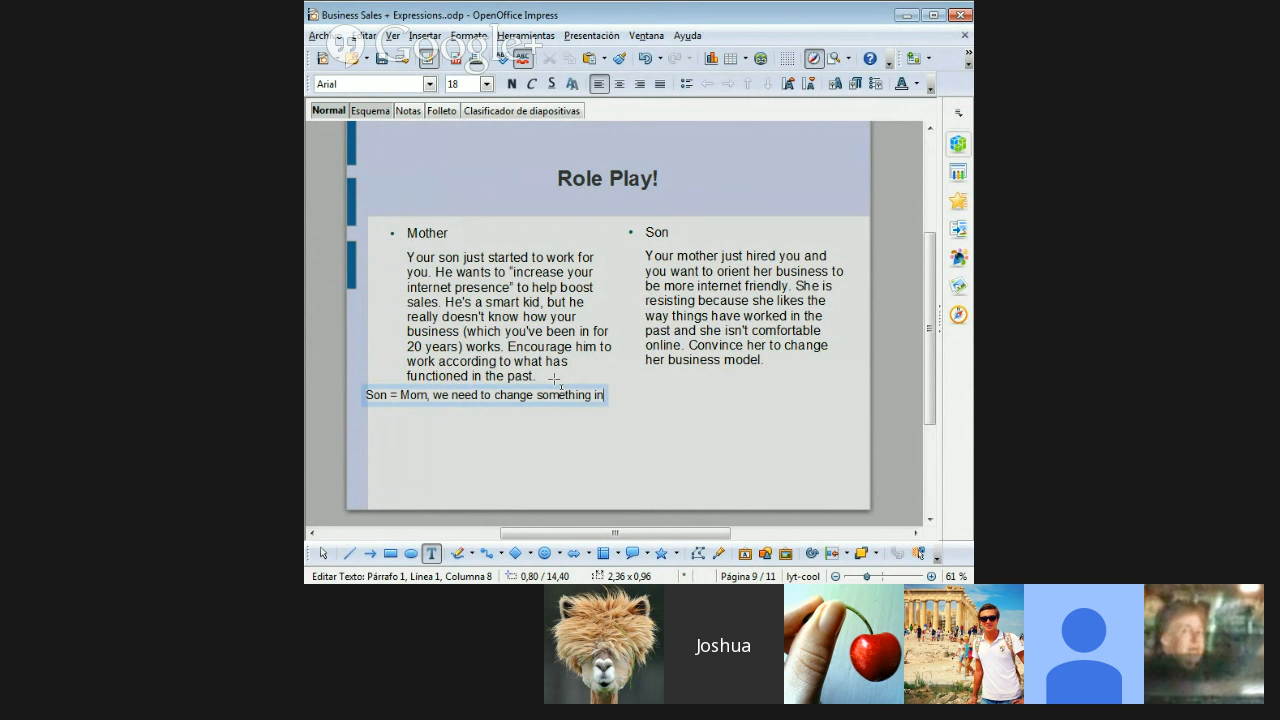 Business Sales + Expressions..odp - OpenOffice Impress
Google+
Archivo Editar Ver Insertar Formato Herramientas Presentación Ventana Ayuda
Arial 18 N C S
Normal Esquema Notas Folleto Clasificador de diapositivas
Role Play!
• Mother
Your son just started to work for
you. He wants to "increase your
internet presence" to help boost
sales. He's a smart kid, but he
really doesn't know how your
business (which you've been in for
20 years) works. Encourage him to
work according to what has
functioned in the past.
• Son
Your mother just hired you and
you want to orient her business to
be more internet friendly. She is
resisting because she likes the
way things have worked in the
past and she isn't comfortable
online. Convince her to change
her business model.
Son = Mom, we need to change something in
Editar Texto: Párrafo 1, Línea 1, Columna 8 0,80 / 14,40 2,36 x 0,96 * Página 9 / 11 lyt-cool 61 %
Joshua